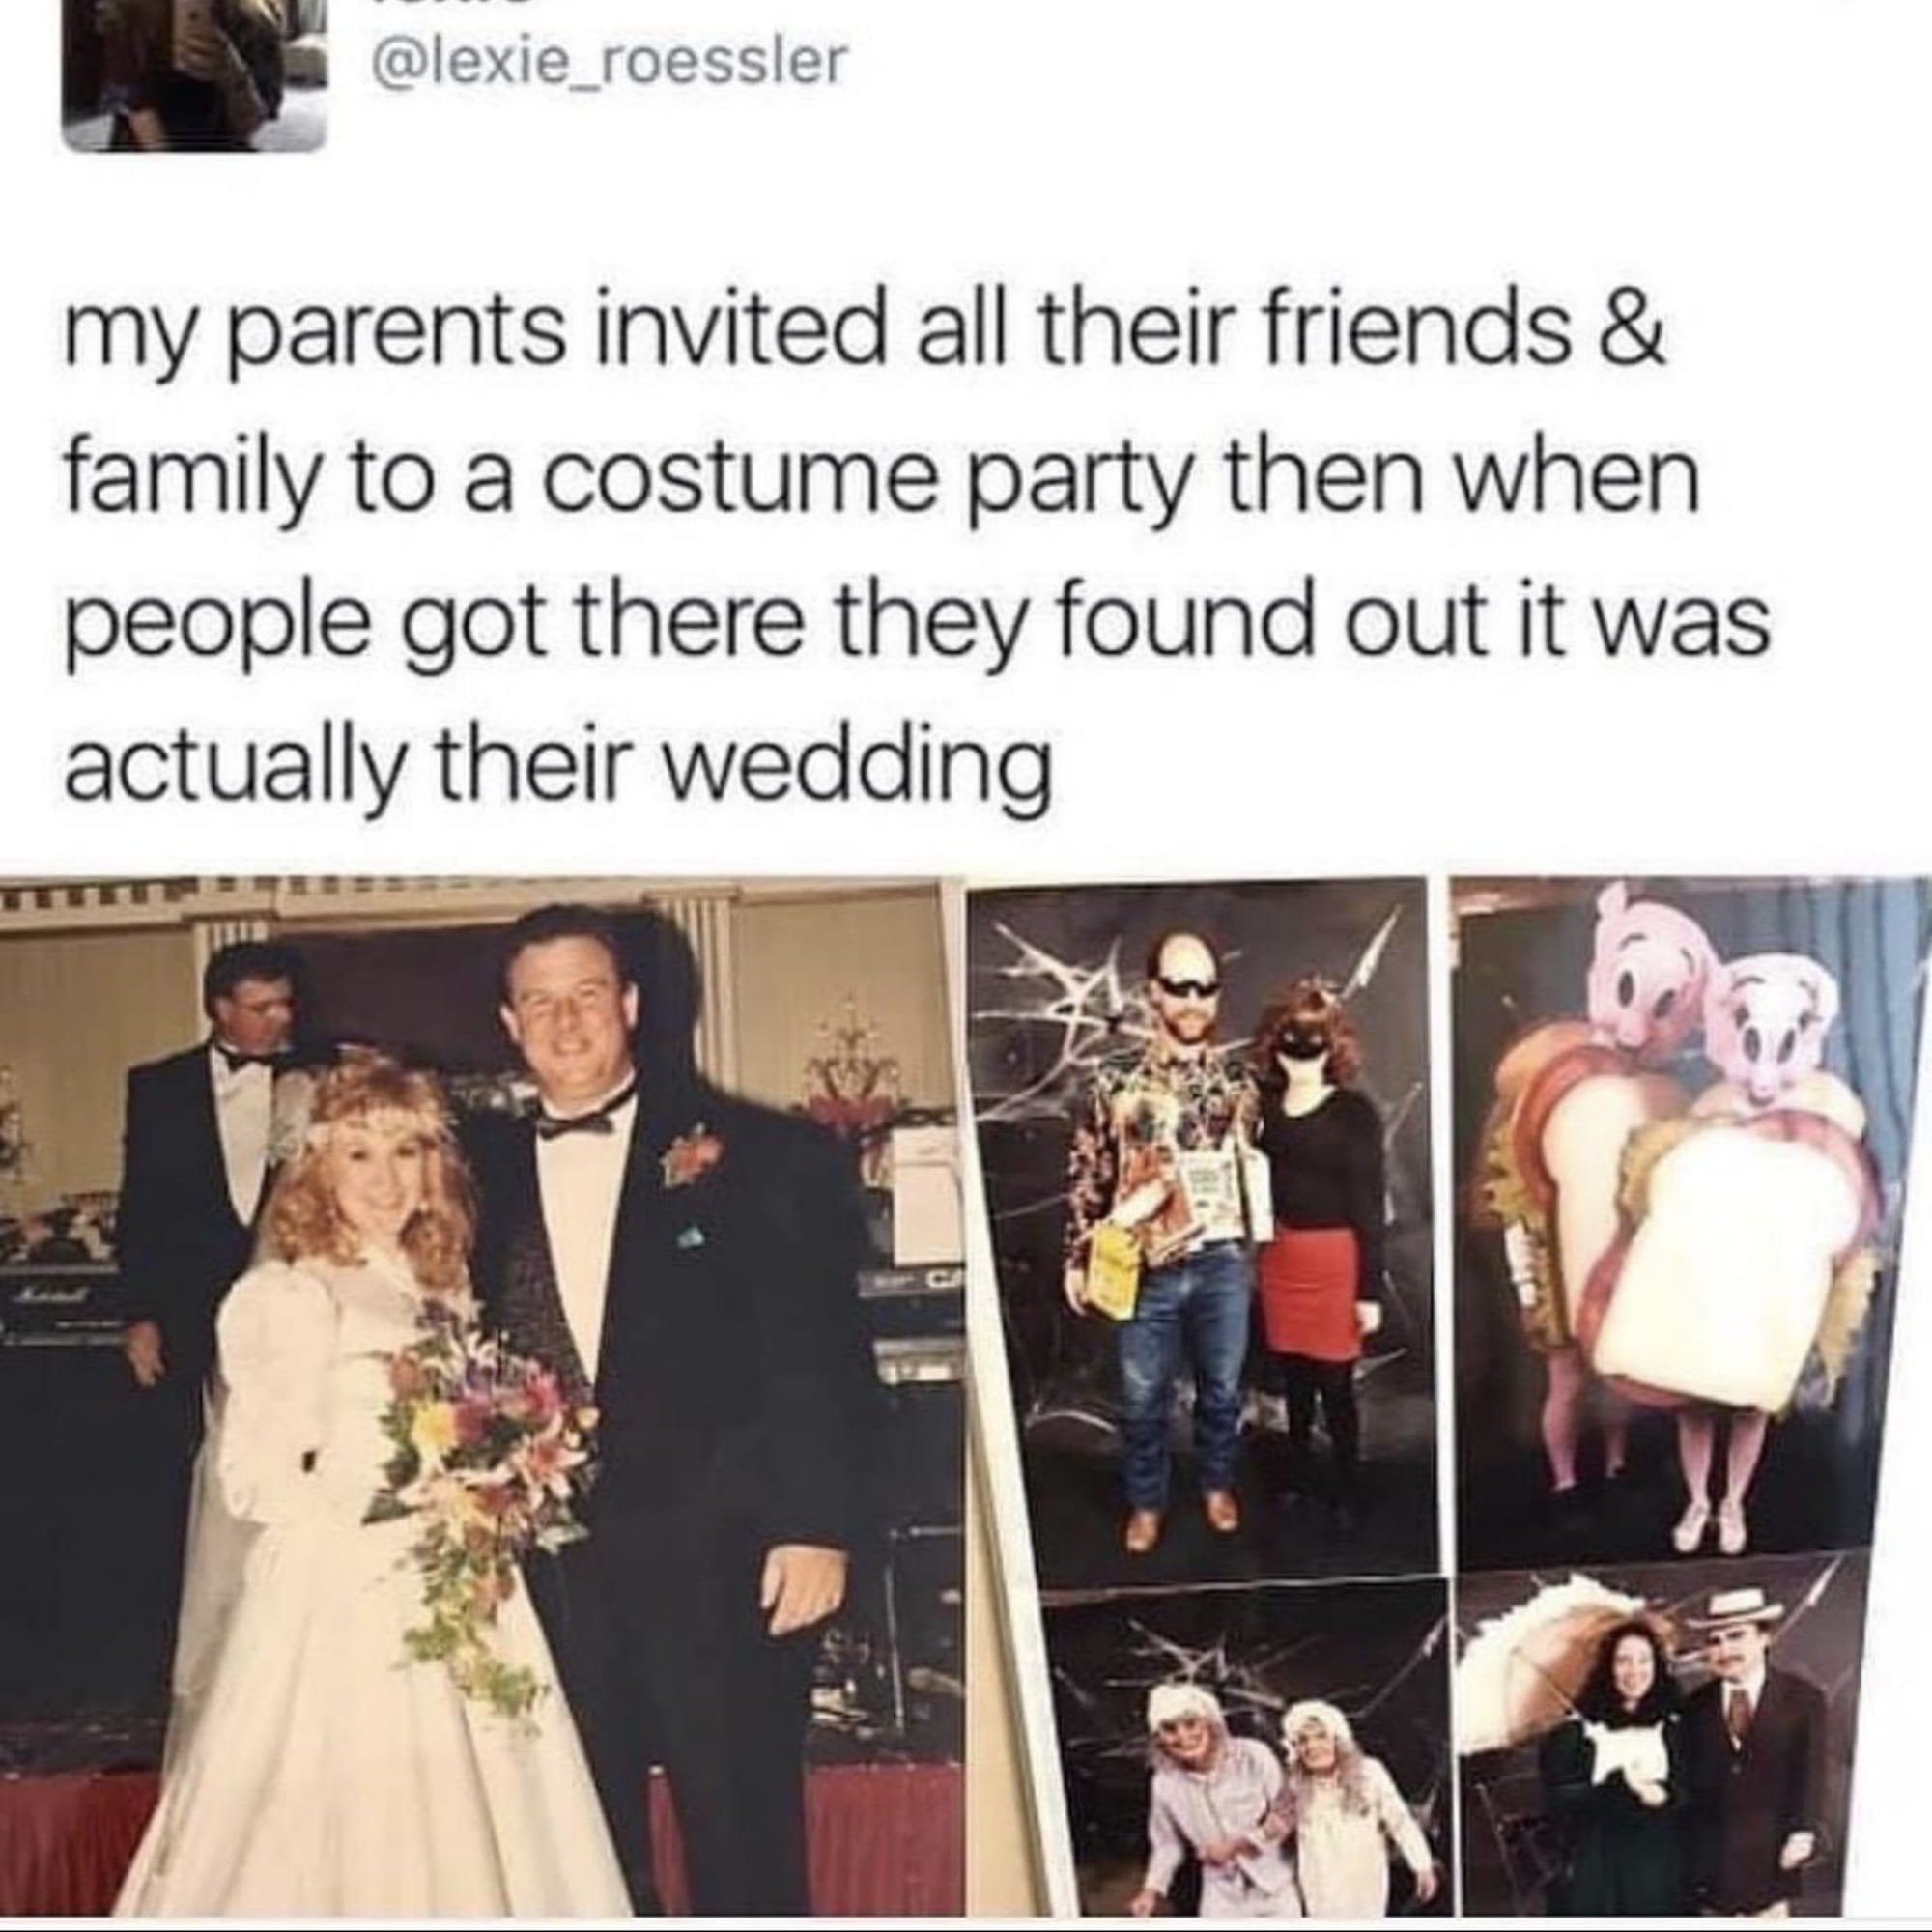 @lexie_roessler
my parents invited all their friends &
family to a costume party then when
people got there they found out it was
actually their wedding
Marshall